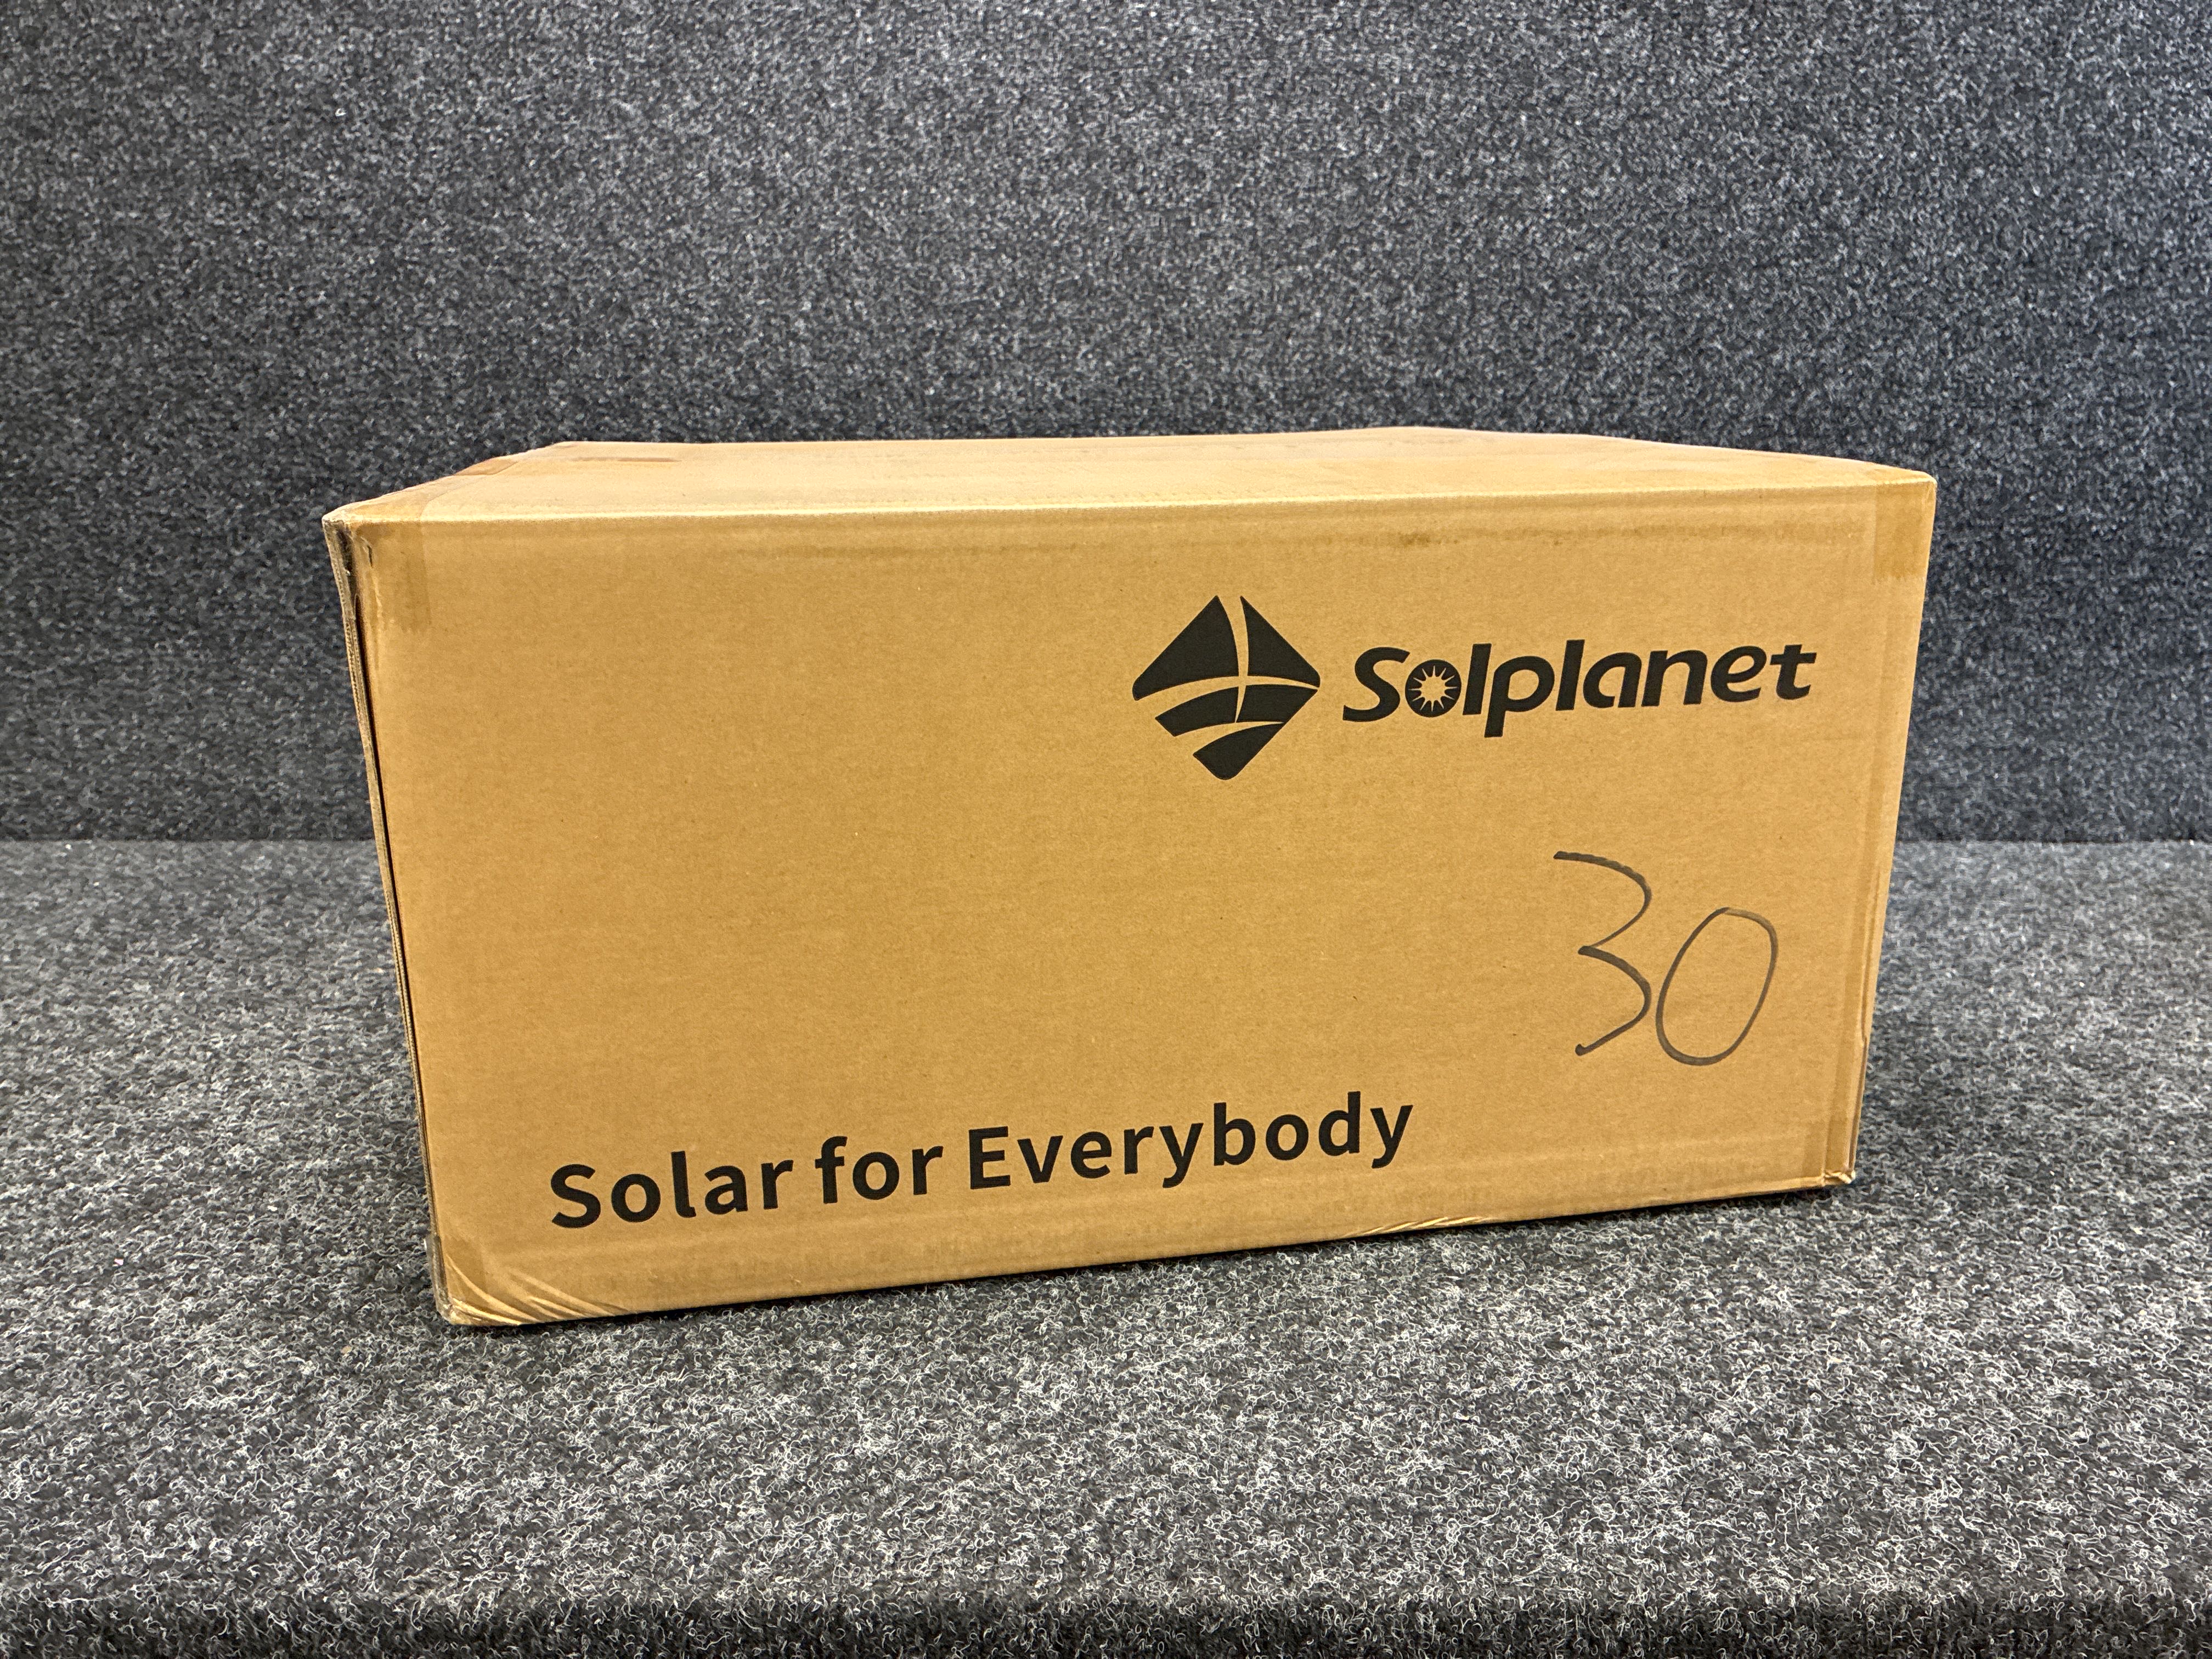 Solplanet
30
Solar for Everybody